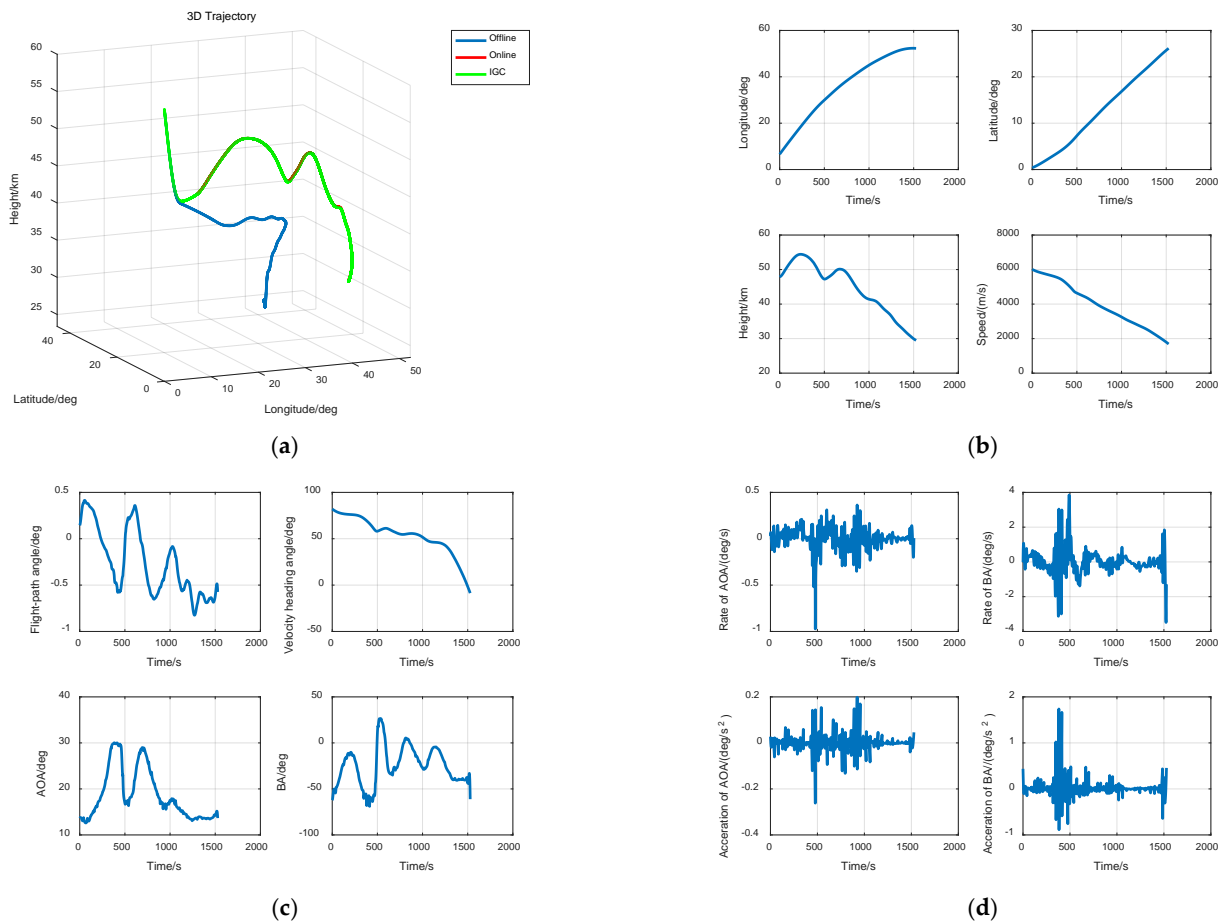 3D Trajectory
Offline
Online
IGC
60
55
50
45
40
35
30
25
Height/km
40
20
0
Latitude/deg
0
10
20
30
40
50
Longitude/deg
(a)
60
40
20
0
Longitude/deg
0 500 1000 1500 2000
Time/s
30
20
10
0
Latitude/deg
0 500 1000 1500 2000
Time/s
60
50
40
30
20
Height/km
0 500 1000 1500 2000
Time/s
8000
6000
4000
2000
0
Speed/(m/s)
0 500 1000 1500 2000
Time/s
(b)
0.5
0
-0.5
-1
Flight-path angle/deg
0 500 1000 1500 2000
Time/s
100
50
0
-50
Velocity heading angle/deg
0 500 1000 1500 2000
Time/s
40
30
20
10
AOA/deg
0 500 1000 1500 2000
Time/s
50
0
-50
-100
BA/deg
0 500 1000 1500 2000
Time/s
(c)
0.5
0
-0.5
-1
Rate of AOA/(deg/s)
0 500 1000 1500 2000
Time/s
4
2
0
-2
-4
Rate of BA/(deg/s)
0 500 1000 1500 2000
Time/s
0.2
0
-0.2
-0.4
Acceration of AOA/(deg/s²)
0 500 1000 1500 2000
Time/s
2
1
0
-1
Acceration of BA/(deg/s²)
0 500 1000 1500 2000
Time/s
(d)